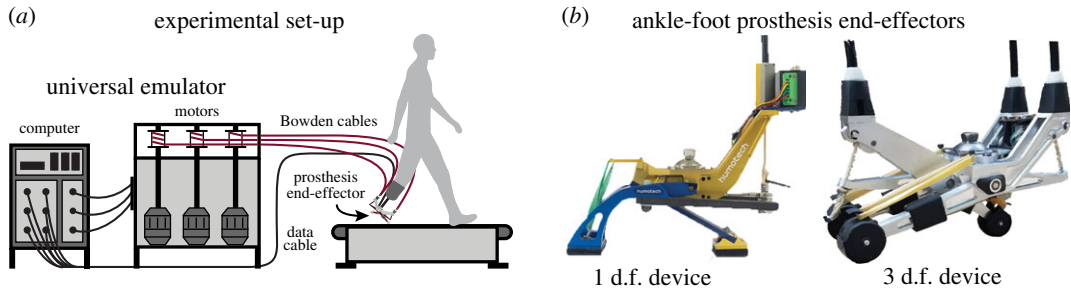 (a)
experimental set-up
universal emulator
motors
computer
Bowden cables
prosthesis
end-effector
data
cable
(b)
ankle-foot prosthesis end-effectors
humotech
humotech
1 d.f. device
3 d.f. device